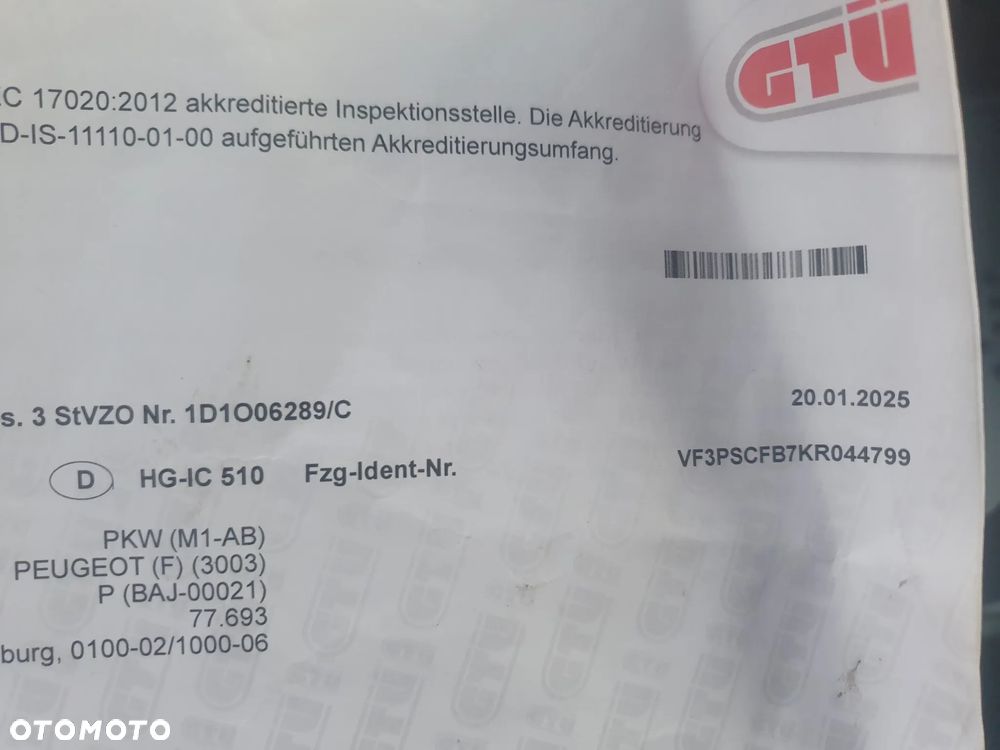 GTÜ
EC 17020:2012 akkreditierte Inspektionsstelle. Die Akkreditierung
D-IS-11110-01-00 aufgeführten Akkreditierungsumfang.
20.01.2025
s. 3 StVZO Nr. 1D1O06289/C
D HG-IC 510 Fzg-Ident-Nr. VF3PSCFB7KR044799
PKW (M1-AB)
PEUGEOT (F) (3003)
P (BAJ-00021)
77.693
burg, 0100-02/1000-06
OTOMOTO